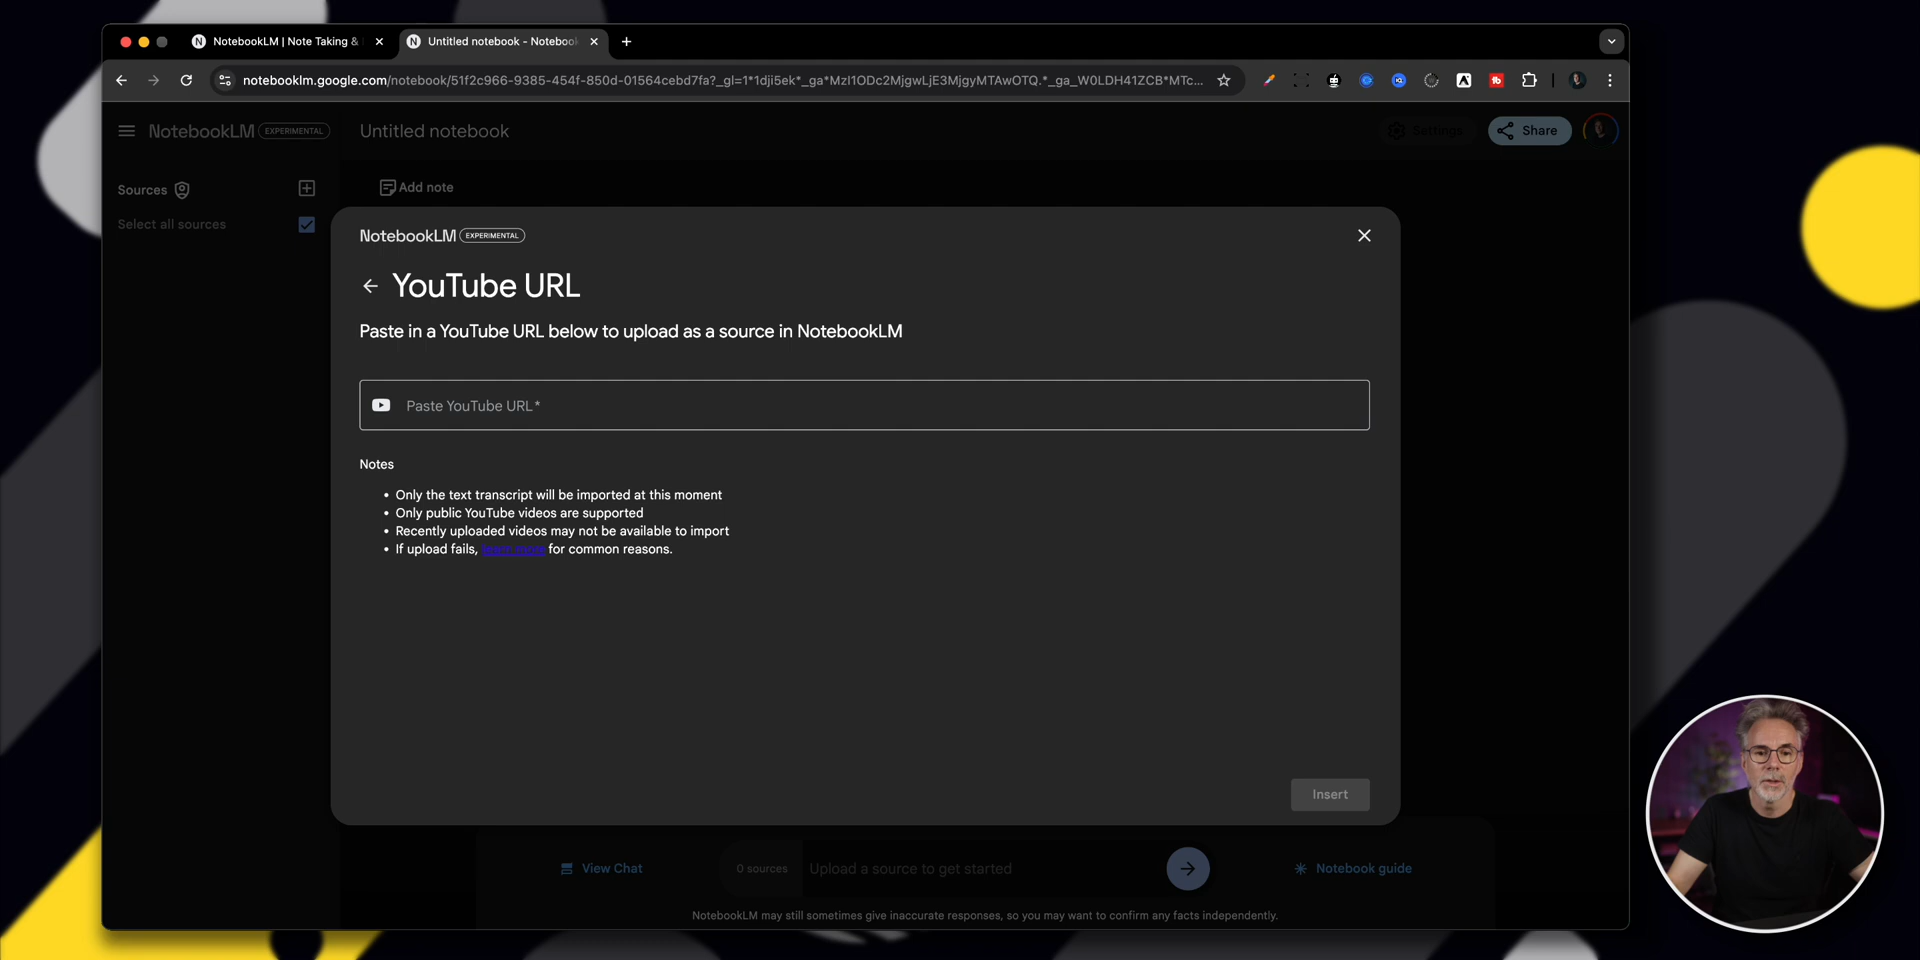 NotebookLM | Note Taking &
Untitled notebook - Noteboo
notebooklm.google.com/notebook/51f2c966-9385-454f-850d-01564cebd7fa?_gl=1*1dji5ek*_ga*MzI1ODc2MjgwLjE3MjgyMTAwOTQ.*_ga_W0LDH41ZCB*MTc...
NotebookLM EXPERIMENTAL
Untitled notebook
Settings
Share
Sources
Add note
Select all sources
NotebookLM EXPERIMENTAL
YouTube URL
Paste in a YouTube URL below to upload as a source in NotebookLM
Paste YouTube URL*
Notes
• Only the text transcript will be imported at this moment
• Only public YouTube videos are supported
• Recently uploaded videos may not be available to import
• If upload fails, learn more for common reasons.
Insert
View Chat
0 sources
Upload a source to get started
Notebook guide
NotebookLM may still sometimes give inaccurate responses, so you may want to confirm any facts independently.